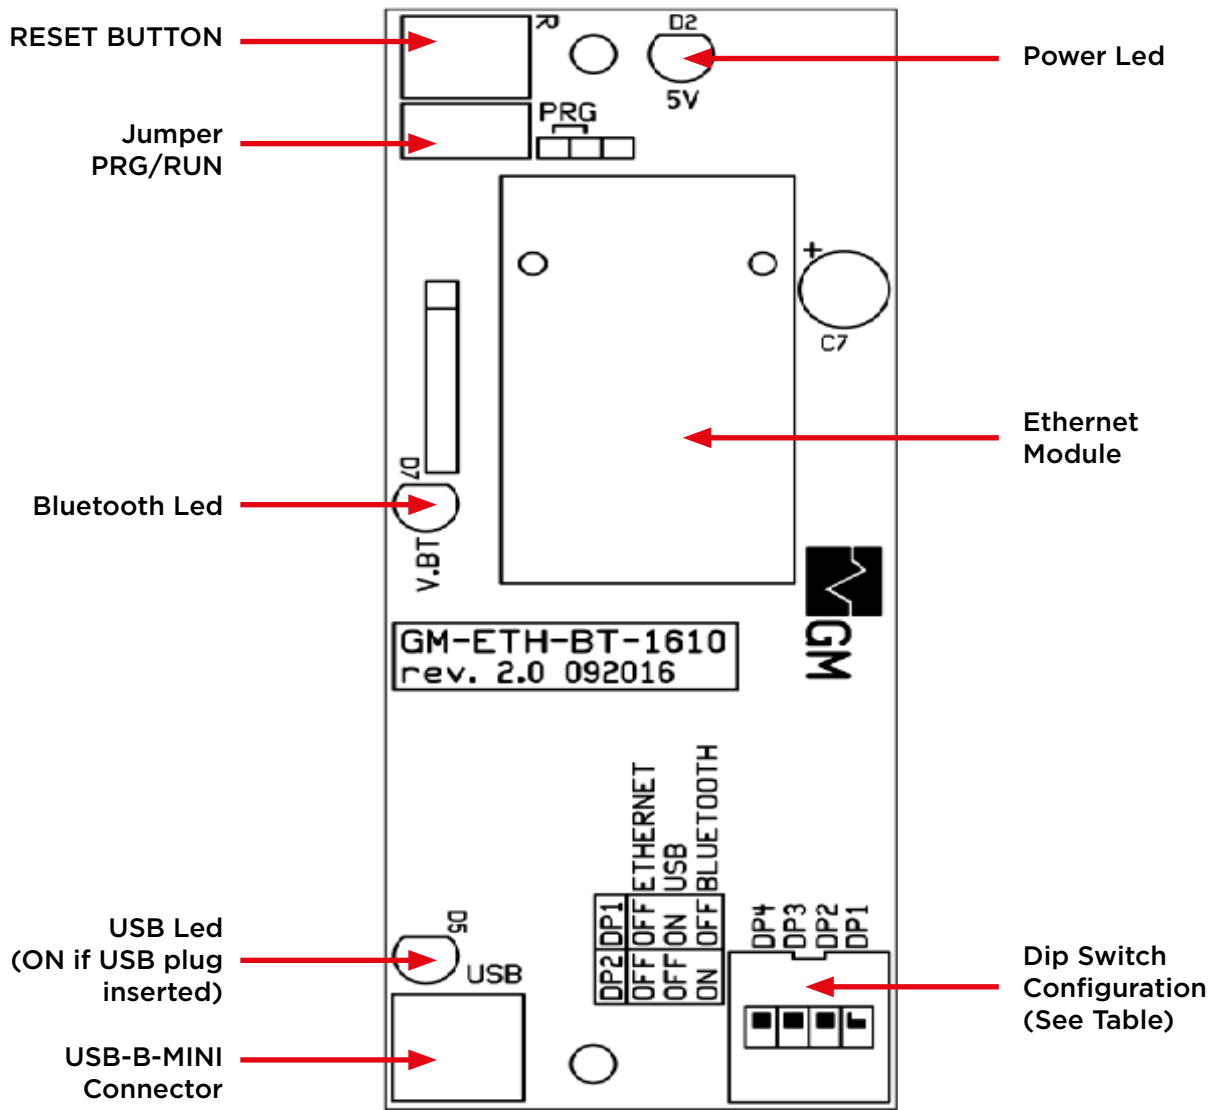 RESET BUTTON
R
D2
5V
Power Led
Jumper
PRG/RUN
PRG
+
C7
Ethernet
Module
D7
Bluetooth Led
V.BT
GM
GM-ETH-BT-1610
rev. 2.0 092016
ETHERNET
USB
BLUETOOTH
DP1 OFF ON OFF
DP2 OFF OFF ON
DP4
DP3
DP2
DP1
USB Led
(ON if USB plug
inserted)
D5
USB
Dip Switch
Configuration
(See Table)
USB-B-MINI
Connector